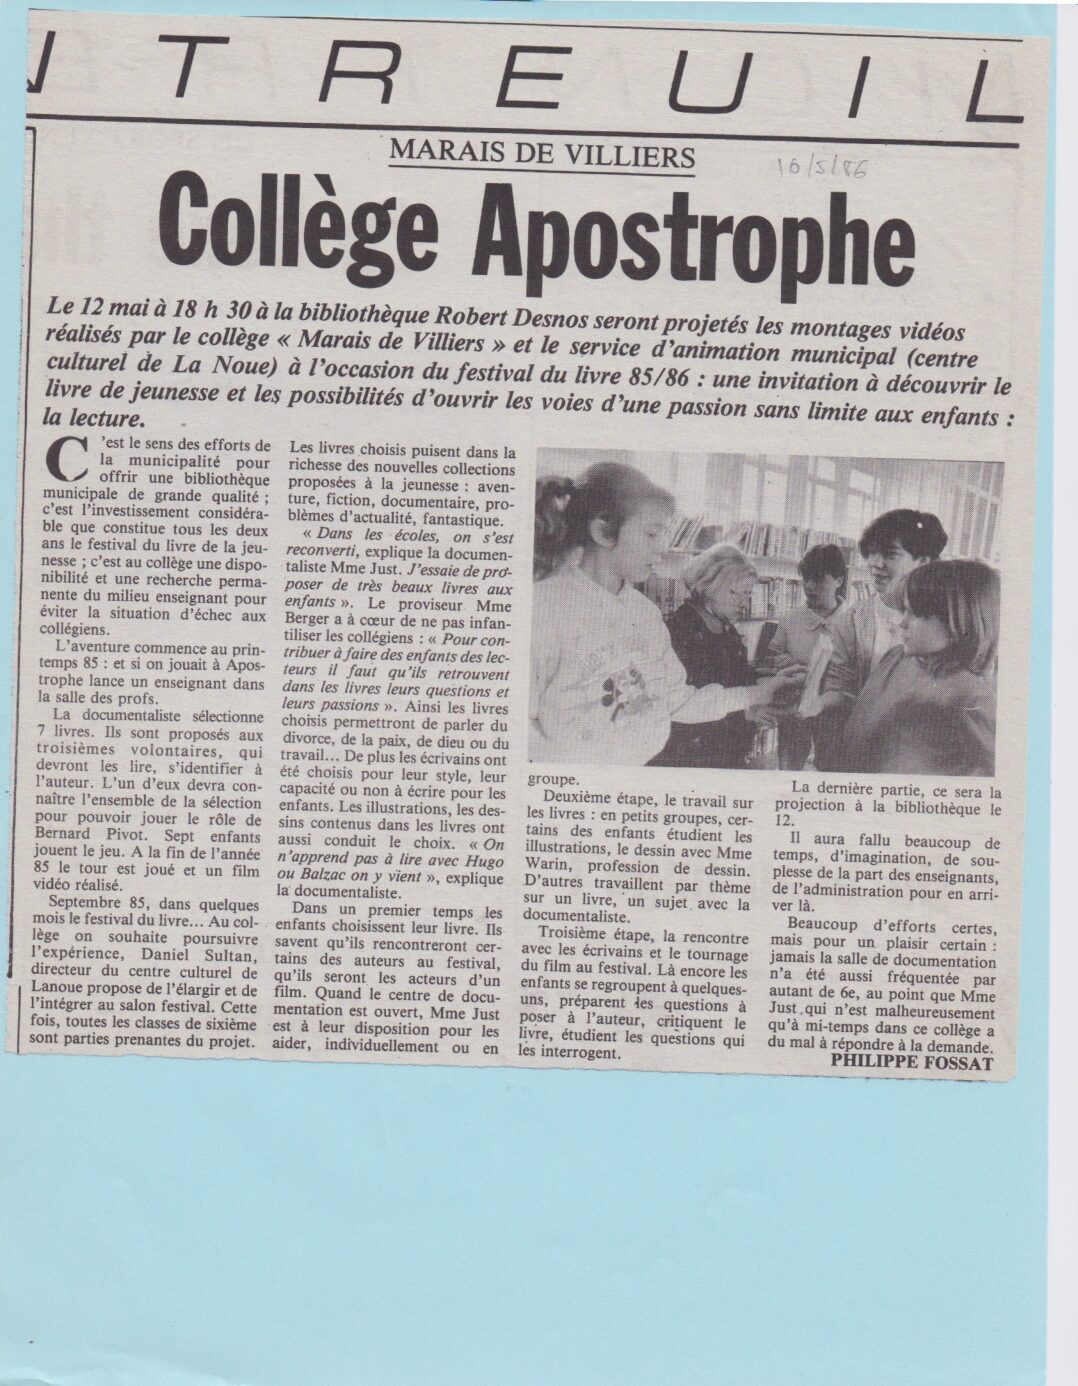 NTREUIL
MARAIS DE VILLIERS
10/5/86
Collège Apostrophe
Le 12 mai à 18 h 30 à la bibliothèque Robert Desnos seront projetés les montages vidéos
réalisés par le collège « Marais de Villiers » et le service d'animation municipal (centre
culturel de La Noue) à l'occasion du festival du livre 85/86 : une invitation à découvrir le
livre de jeunesse et les possibilités d'ouvrir les voies d'une passion sans limite aux enfants :
la lecture.
C'est le sens des efforts de
la municipalité pour
offrir une bibliothèque
municipale de grande qualité ;
c'est l'investissement considéra-
ble que constitue tous les deux
ans le festival du livre de la jeu-
nesse ; c'est au collège une dispo-
nibilité et une recherche perma-
nente du milieu enseignant pour
éviter la situation d'échec aux
collégiens.
L'aventure commence au prin-
temps 85 : et si on jouait à Apos-
trophe lance un enseignant dans
la salle des profs.
La documentaliste sélectionne
7 livres. Ils sont proposés aux
troisièmes volontaires, qui
devront les lire, s'identifier à
l'auteur. L'un d'eux devra con-
naître l'ensemble de la sélection
pour pouvoir jouer le rôle de
Bernard Pivot. Sept enfants
jouent le jeu. A la fin de l'année
85 le tour est joué et un film
vidéo réalisé.
Septembre 85, dans quelques
mois le festival du livre... Au col-
lège on souhaite poursuivre
l'expérience, Daniel Sultan,
directeur du centre culturel de
Lanoue propose de l'élargir et de
l'intégrer au salon festival. Cette
fois, toutes les classes de sixième
sont parties prenantes du projet.
Les livres choisis puisent dans la
richesse des nouvelles collections
proposées à la jeunesse : aven-
ture, fiction, documentaire, pro-
blèmes d'actualité, fantastique.
« Dans les écoles, on s'est
reconverti, explique la documen-
taliste Mme Just. J'essaie de pro-
poser de très beaux livres aux
enfants ». Le proviseur Mme
Berger a à cœur de ne pas infan-
tiliser les collégiens : « Pour con-
tribuer à faire des enfants des lec-
teurs il faut qu'ils retrouvent
dans les livres leurs questions et
leurs passions ». Ainsi les livres
choisis permettront de parler du
divorce, de la paix, de dieu ou du
travail... De plus les écrivains ont
été choisis pour leur style, leur
capacité ou non à écrire pour les
enfants. Les illustrations, les des-
sins contenus dans les livres ont
aussi conduit le choix. « On
n'apprend pas à lire avec Hugo
ou Balzac on y vient », explique
la documentaliste.
Dans un premier temps les
enfants choisissent leur livre. Ils
savent qu'ils rencontreront cer-
tains des auteurs au festival,
qu'ils seront les acteurs d'un
film. Quand le centre de docu-
mentation est ouvert, Mme Just
est à leur disposition pour les
aider, individuellement ou en
groupe.
Deuxième étape, le travail sur
les livres : en petits groupes, cer-
tains des enfants étudient les
illustrations, le dessin avec Mme
Warin, profession de dessin.
D'autres travaillent par thème
sur un livre, un sujet avec la
documentaliste.
Troisième étape, la rencontre
avec les écrivains et le tournage
du film au festival. Là encore les
enfants se regroupent à quelques-
uns, préparent les questions à
poser à l'auteur, critiquent le
livre, étudient les questions qui
les interrogent.
La dernière partie, ce sera la
projection à la bibliothèque le
12.
Il aura fallu beaucoup de
temps, d'imagination, de sou-
plesse de la part des enseignants,
de l'administration pour en arri-
ver là.
Beaucoup d'efforts certes,
mais pour un plaisir certain :
jamais la salle de documentation
n'a été aussi fréquentée par
autant de 6e, au point que Mme
Just qui n'est malheureusement
qu'à mi-temps dans ce collège a
du mal à répondre à la demande.
PHILIPPE FOSSAT